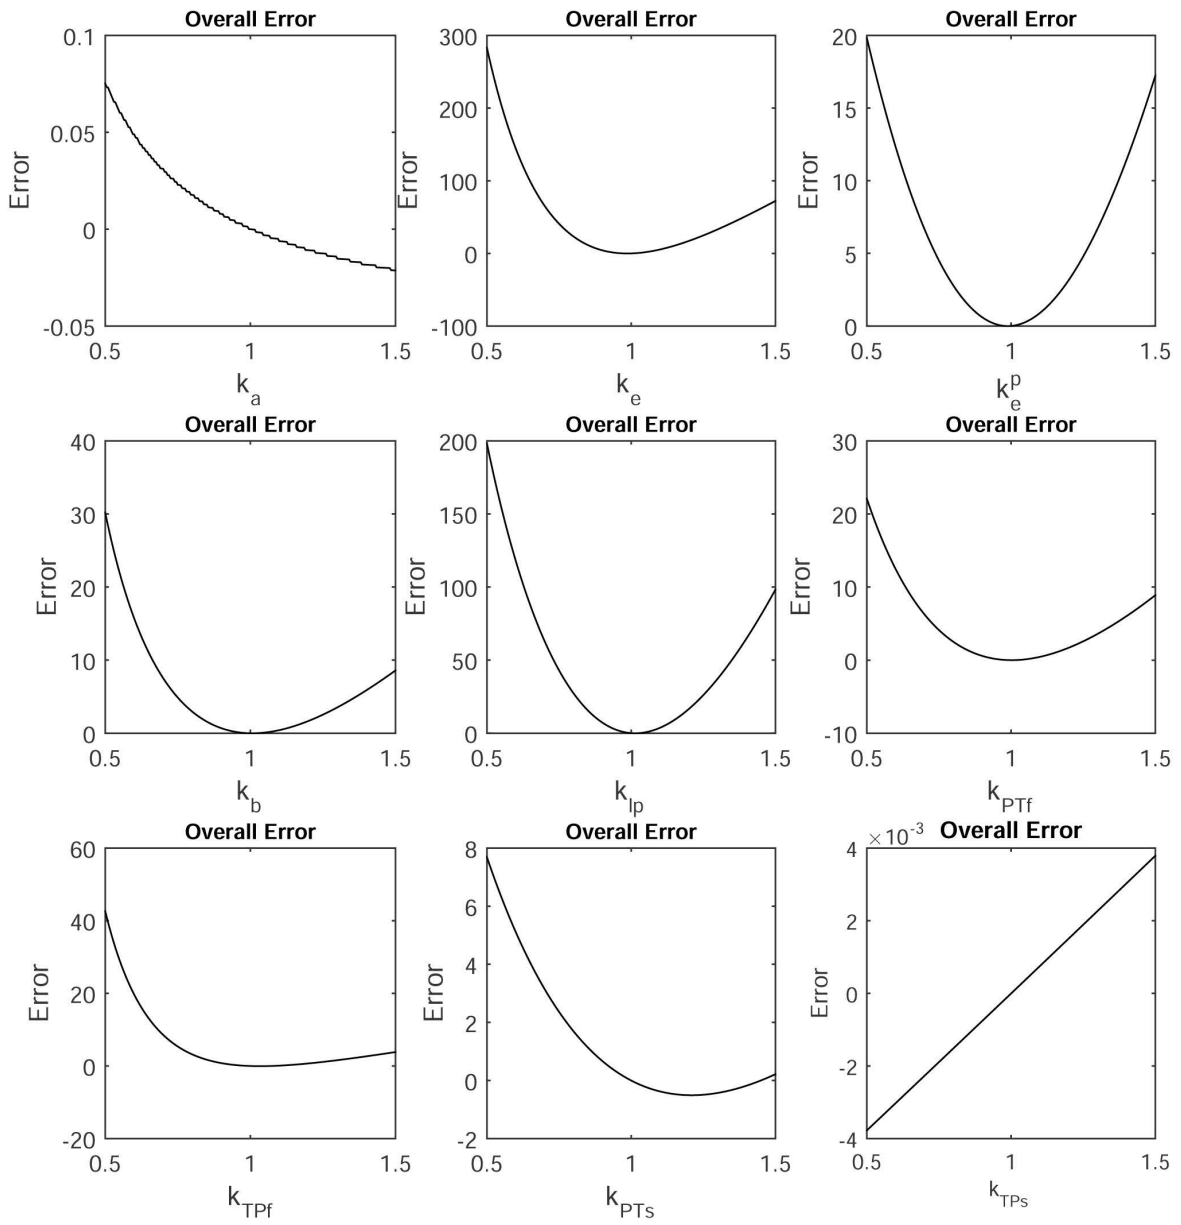 Overall Error
0.1
0.05
0
-0.05
Error
0.5 1 1.5
k_a
Overall Error
300
200
100
0
-100
Error
0.5 1 1.5
k_e
Overall Error
20
15
10
5
0
Error
0.5 1 1.5
k_e^p
Overall Error
40
30
20
10
0
Error
0.5 1 1.5
k_b
Overall Error
200
150
100
50
0
Error
0.5 1 1.5
k_lp
Overall Error
30
20
10
0
-10
Error
0.5 1 1.5
k_PTf
Overall Error
60
40
20
0
-20
Error
0.5 1 1.5
k_TPf
Overall Error
8
6
4
2
0
-2
Error
0.5 1 1.5
k_PTs
×10^-3 Overall Error
4
2
0
-2
-4
Error
0.5 1 1.5
k_TPs